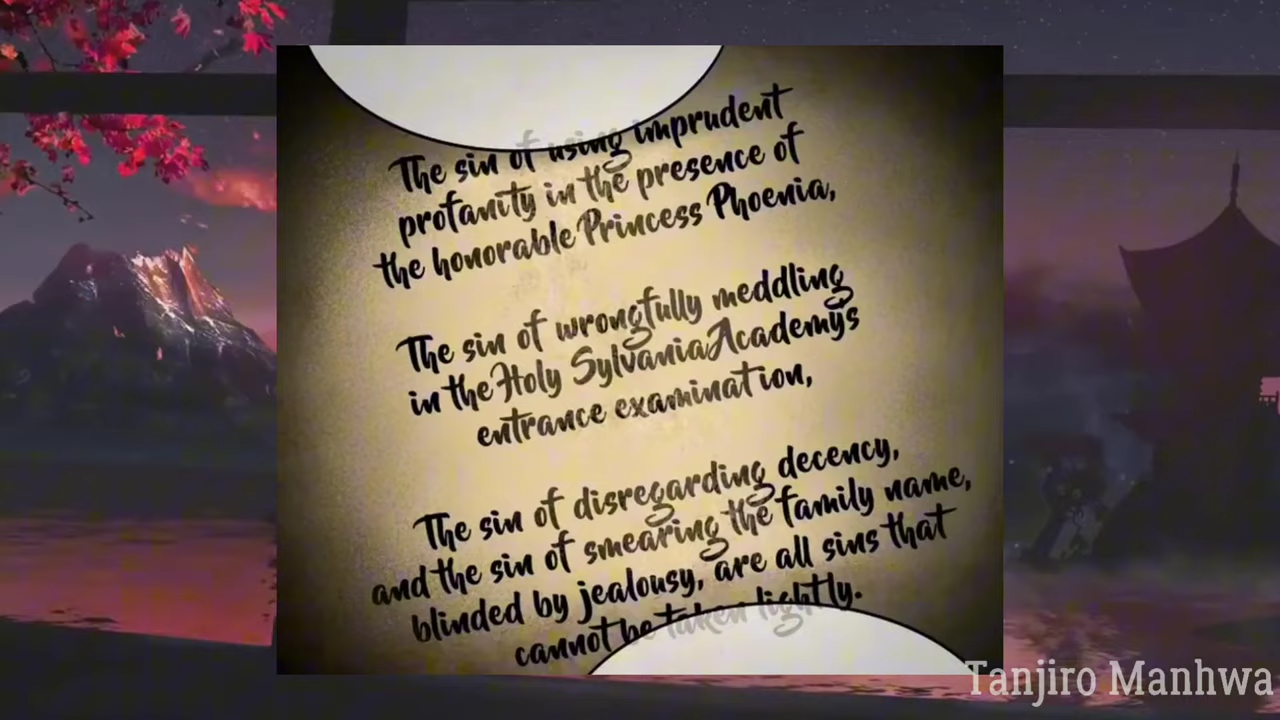 The sin of using imprudent
profanity in the presence of
the honorable Princess Phoenia,
The sin of wrongfully meddling
in the Holy Sylvania Academy's
entrance examination,
The sin of disregarding decency,
and the sin of smearing the family name,
blinded by jealousy, are all sins that
cannot be taken lightly.
Tanjiro Manhwa